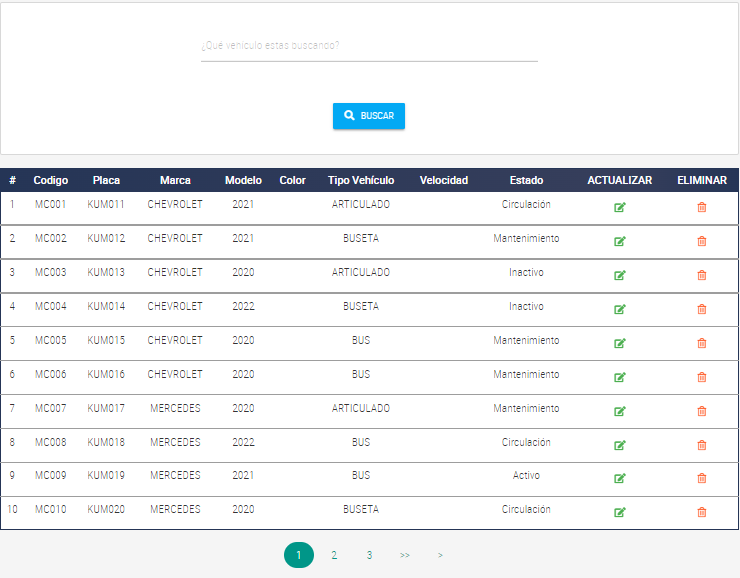 ¿Qué vehiculo estas buscando?
BUSCAR
# Codigo Placa Marca Modelo Color Tipo Vehículo Velocidad Estado ACTUALIZAR ELIMINAR
1 MC001 KUM011 CHEVROLET 2021 ARTICULADO Circulación
2 MC002 KUM012 CHEVROLET 2021 BUSETA Mantenimiento
3 MC003 KUM013 CHEVROLET 2020 ARTICULADO Inactivo
4 MC004 KUM014 CHEVROLET 2022 BUSETA Inactivo
5 MC005 KUM015 CHEVROLET 2020 BUS Mantenimiento
6 MC006 KUM016 CHEVROLET 2020 BUS Mantenimiento
7 MC007 KUM017 MERCEDES 2020 ARTICULADO Mantenimiento
8 MC008 KUM018 MERCEDES 2022 BUS Circulación
9 MC009 KUM019 MERCEDES 2021 BUS Activo
10 MC010 KUM020 MERCEDES 2020 BUSETA Circulación
1 2 3 >> >